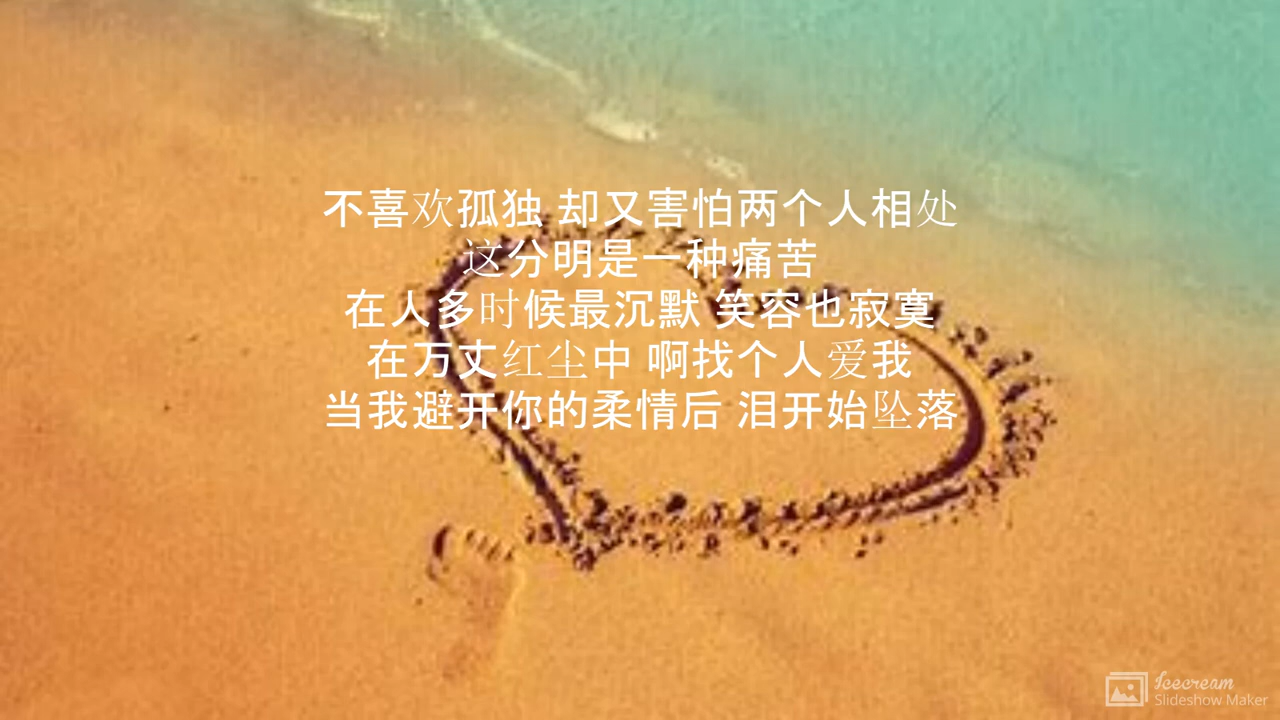 不喜欢孤独 却又害怕两个人相处
这分明是一种痛苦
在人多时候最沉默 笑容也寂寞
在万丈红尘中 啊找个人爱我
当我避开你的柔情后 泪开始坠落
Icecream
Slideshow Maker